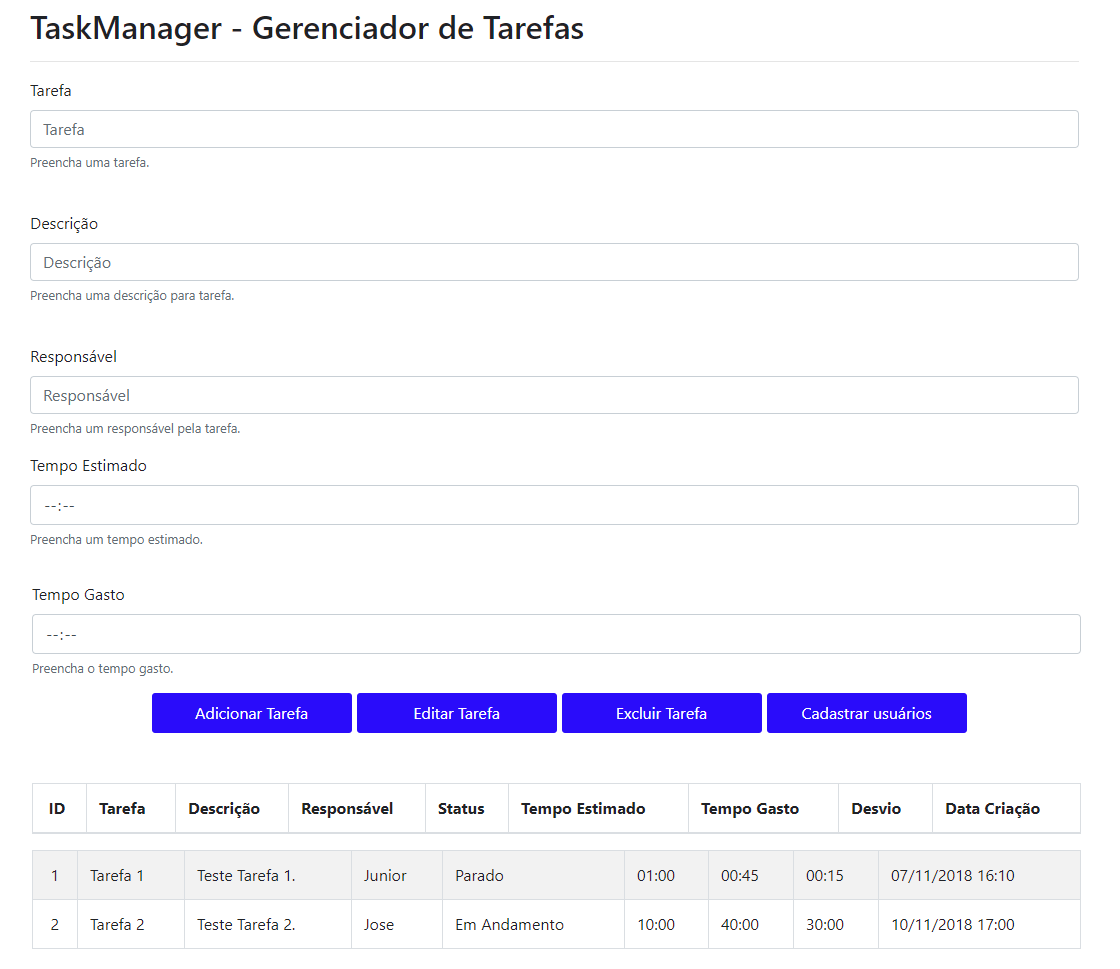 TaskManager - Gerenciador de Tarefas
Tarefa
Tarefa
Preencha uma tarefa.
Descrição
Descrição
Preencha uma descrição para tarefa.
Responsável
Responsável
Preencha um responsável pela tarefa.
Tempo Estimado
--:--
Preencha um tempo estimado.
Tempo Gasto
--:--
Preencha o tempo gasto.
Adicionar Tarefa Editar Tarefa Excluir Tarefa Cadastrar usuários
ID Tarefa Descrição Responsável Status Tempo Estimado Tempo Gasto Desvio Data Criação
1 Tarefa 1 Teste Tarefa 1. Junior Parado 01:00 00:45 00:15 07/11/2018 16:10
2 Tarefa 2 Teste Tarefa 2. Jose Em Andamento 10:00 40:00 30:00 10/11/2018 17:00